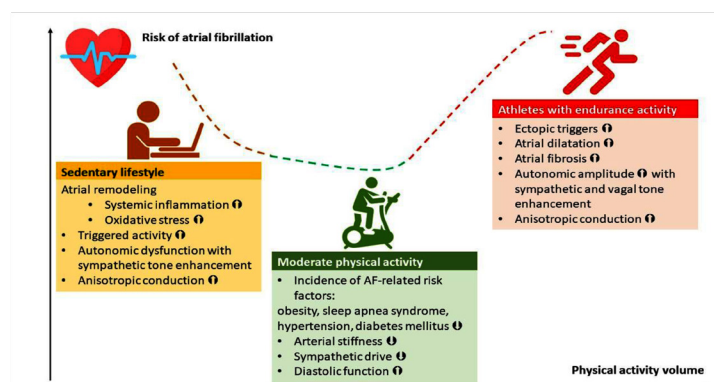 Risk of atrial fibrillation
Sedentary lifestyle
Atrial remodeling
• Systemic inflammation ⬆
• Oxidative stress ⬆
• Triggered activity ⬆
• Autonomic dysfunction with
sympathetic tone enhancement
• Anisotropic conduction ⬆
Moderate physical activity
• Incidence of AF-related risk
factors:
obesity, sleep apnea syndrome,
hypertension, diabetes mellitus ⬇
• Arterial stiffness ⬇
• Sympathetic drive ⬇
• Diastolic function ⬆
Athletes with endurance activity
• Ectopic triggers ⬆
• Atrial dilatation ⬆
• Atrial fibrosis ⬆
• Autonomic amplitude ⬆ with
sympathetic and vagal tone
enhancement
• Anisotropic conduction ⬆
Physical activity volume